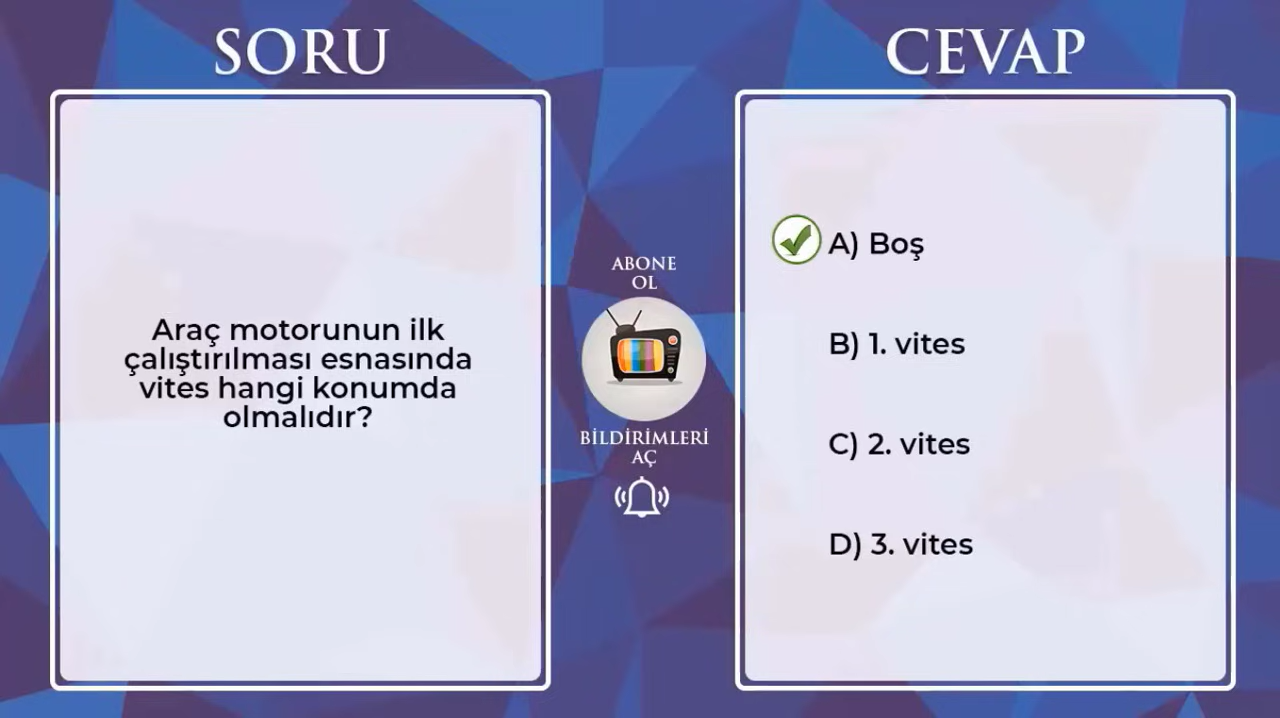 SORU
Araç motorunun ilk
çalıştırılması esnasında
vites hangi konumda
olmalıdır?
ABONE
OL
BİLDİRİMLERİ
AÇ
CEVAP
A) Boş
B) 1. vites
C) 2. vites
D) 3. vites